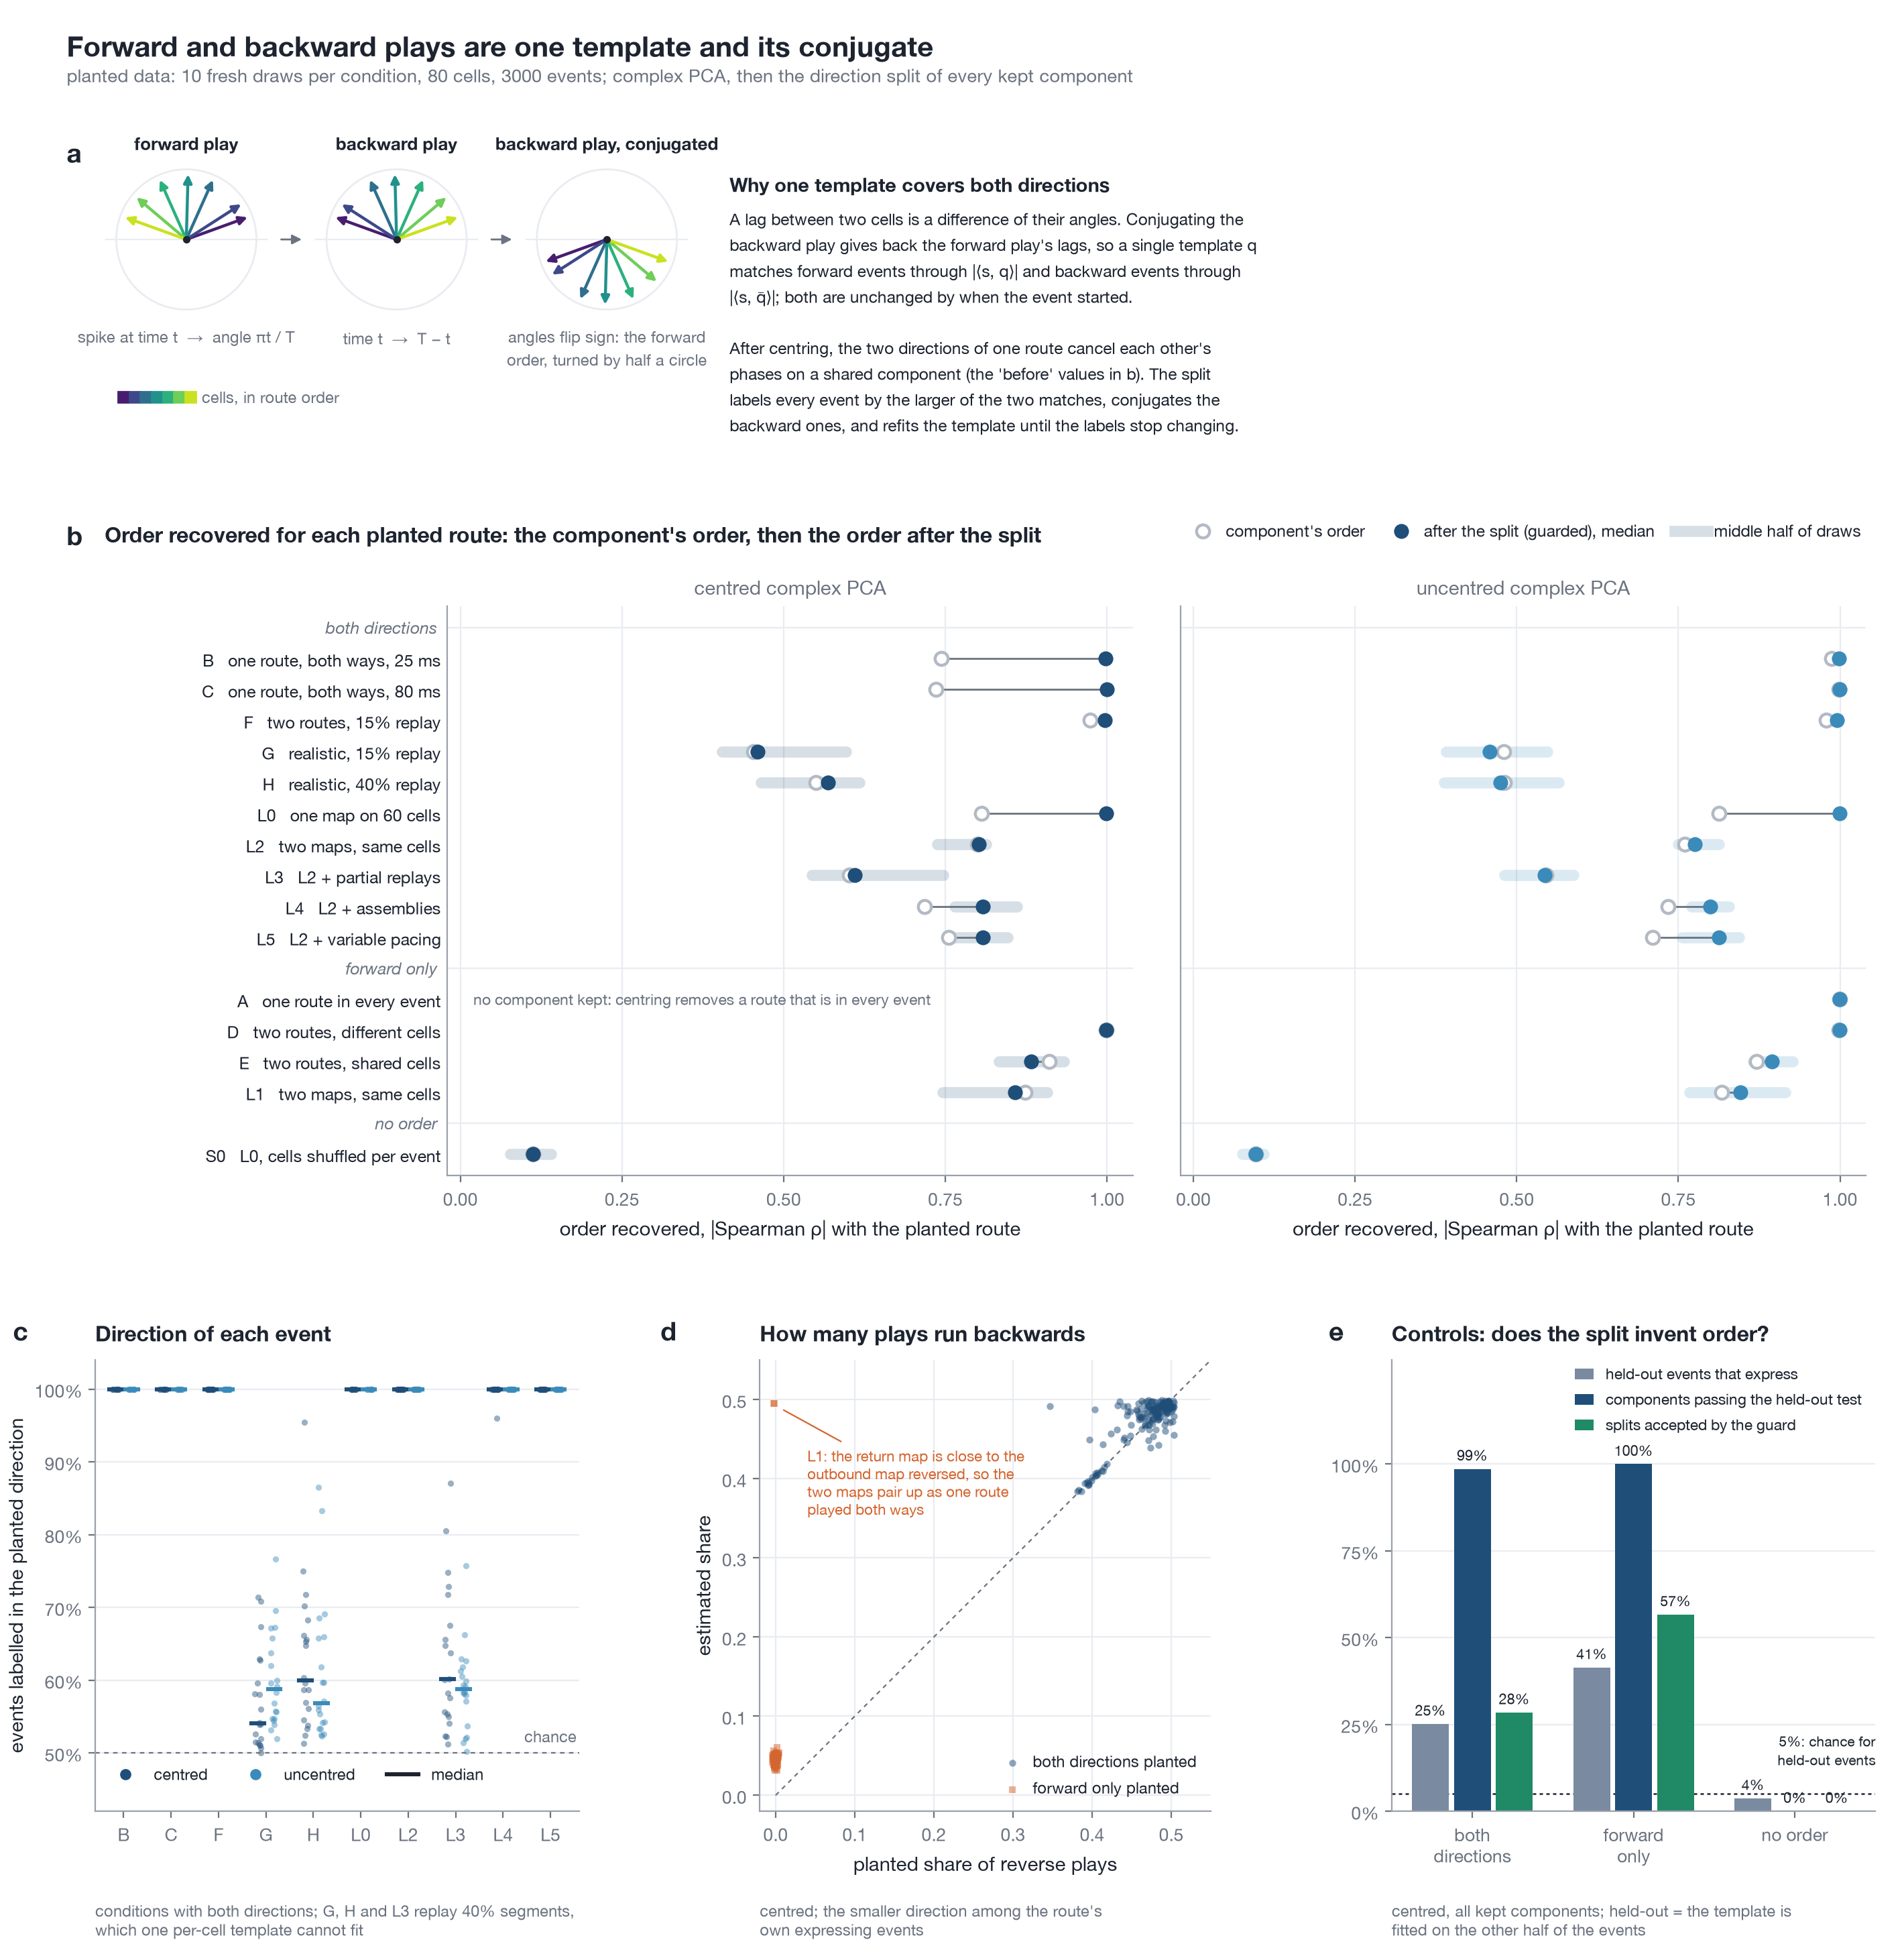 Forward and backward plays are one template and its conjugate
planted data: 10 fresh draws per condition, 80 cells, 3000 events; complex PCA, then the direction split of every kept component
a
forward play
backward play
backward play, conjugated
spike at time t → angle πt / T
time t → T – t
angles flip sign: the forward
order, turned by half a circle
cells, in route order
Why one template covers both directions
A lag between two cells is a difference of their angles. Conjugating the
backward play gives back the forward play's lags, so a single template q
matches forward events through |⟨s, q⟩| and backward events through
|⟨s, q̄⟩|; both are unchanged by when the event started.
After centring, the two directions of one route cancel each other's
phases on a shared component (the 'before' values in b). The split
labels every event by the larger of the two matches, conjugates the
backward ones, and refits the template until the labels stop changing.
b Order recovered for each planted route: the component's order, then the order after the split
component's order
after the split (guarded), median
middle half of draws
centred complex PCA
uncentred complex PCA
both directions
B one route, both ways, 25 ms
C one route, both ways, 80 ms
F two routes, 15% replay
G realistic, 15% replay
H realistic, 40% replay
L0 one map on 60 cells
L2 two maps, same cells
L3 L2 + partial replays
L4 L2 + assemblies
L5 L2 + variable pacing
forward only
A one route in every event
no component kept: centring removes a route that is in every event
D two routes, different cells
E two routes, shared cells
L1 two maps, same cells
no order
S0 L0, cells shuffled per event
0.00 0.25 0.50 0.75 1.00
order recovered, |Spearman ρ| with the planted route
0.00 0.25 0.50 0.75 1.00
order recovered, |Spearman ρ| with the planted route
c Direction of each event
events labelled in the planted direction
100%
90%
80%
70%
60%
50%
chance
centred
uncentred
median
B C F G H L0 L2 L3 L4 L5
conditions with both directions; G, H and L3 replay 40% segments,
which one per-cell template cannot fit
d How many plays run backwards
estimated share
0.5
0.4
0.3
0.2
0.1
0.0
L1: the return map is close to the
outbound map reversed, so the
two maps pair up as one route
played both ways
both directions planted
forward only planted
0.0 0.1 0.2 0.3 0.4 0.5
planted share of reverse plays
centred; the smaller direction among the route's
own expressing events
e Controls: does the split invent order?
held-out events that express
components passing the held-out test
splits accepted by the guard
100%
75%
50%
25%
0%
25%
99%
28%
41%
100%
57%
4%
0%
0%
5%: chance for
held-out events
both
directions
forward
only
no order
centred, all kept components; held-out = the template is
fitted on the other half of the events